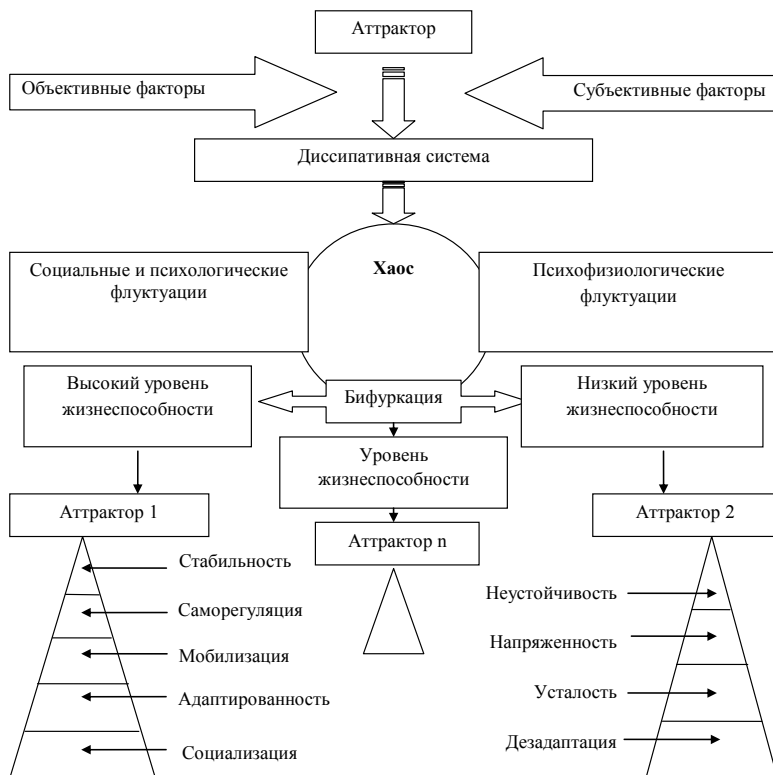 Аттрактор
Объективные факторы
Субъективные факторы
Диссипативная система
Социальные и психологические
флуктуации
Хаос
Психофизиологические
флуктуации
Высокий уровень
жизнеспособности
Бифуркация
Низкий уровень
жизнеспособности
Уровень
жизнеспособности
Аттрактор 1
Аттрактор n
Аттрактор 2
Стабильность
Саморегуляция
Мобилизация
Адаптированность
Социализация
Неустойчивость
Напряженность
Усталость
Дезадаптация